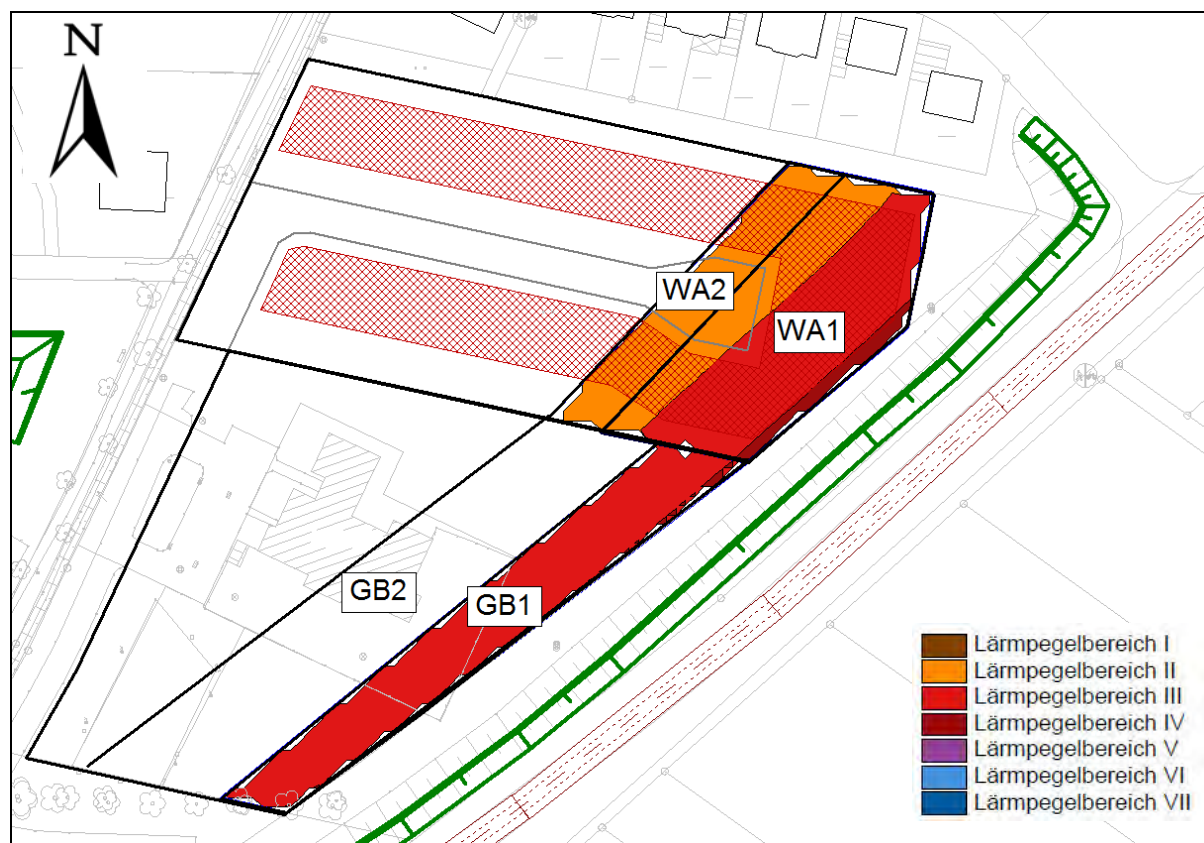 N
WA2
WA1
GB2
GB1
Lärmpegelbereich I
Lärmpegelbereich II
Lärmpegelbereich III
Lärmpegelbereich IV
Lärmpegelbereich V
Lärmpegelbereich VI
Lärmpegelbereich VII